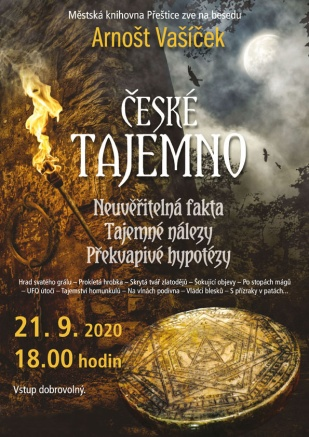 Městská knihovna Přeštice zve na besedu
Arnošt Vašíček
ČESKÉ
TAJEMNO
Neuvěřitelná fakta
Tajemné nálezy
Překvapivé hypotézy
Hrad svatého grálu – Prokletá hrobka – Skrytá tvář zlatodějů – Šokující objevy – Po stopách mágů
– UFO útočí – Tajemství homunkulů – Na vlnách podivna – Vládci blesků – S přízraky v patách...
21. 9. 2020
18.00 hodin
Vstup dobrovolný.